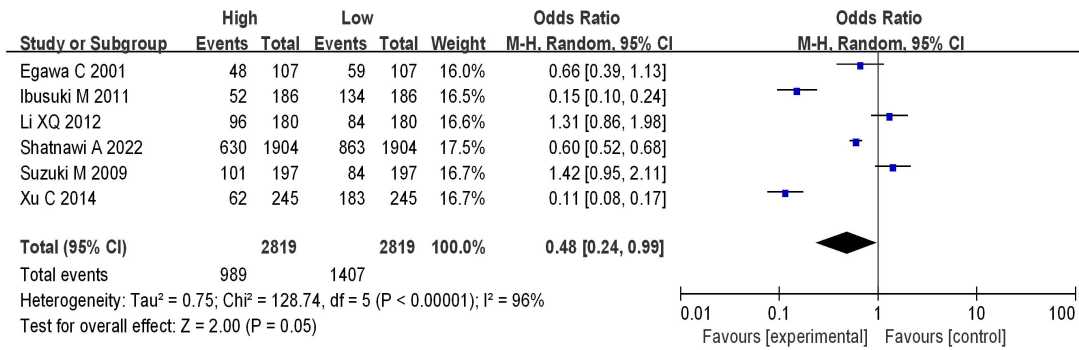 High Low Odds Ratio Odds Ratio
Study or Subgroup Events Total Events Total Weight M-H, Random, 95% CI M-H, Random, 95% CI
Egawa C 2001 48 107 59 107 16.0% 0.66 [0.39, 1.13]
Ibusuki M 2011 52 186 134 186 16.5% 0.15 [0.10, 0.24]
Li XQ 2012 96 180 84 180 16.6% 1.31 [0.86, 1.98]
Shatnawi A 2022 630 1904 863 1904 17.5% 0.60 [0.52, 0.68]
Suzuki M 2009 101 197 84 197 16.7% 1.42 [0.95, 2.11]
Xu C 2014 62 245 183 245 16.7% 0.11 [0.08, 0.17]
Total (95% CI) 2819 2819 100.0% 0.48 [0.24, 0.99]
Total events 989 1407
Heterogeneity: Tau² = 0.75; Chi² = 128.74, df = 5 (P < 0.00001); I² = 96%
Test for overall effect: Z = 2.00 (P = 0.05)
0.01 0.1 1 10 100
Favours [experimental] Favours [control]